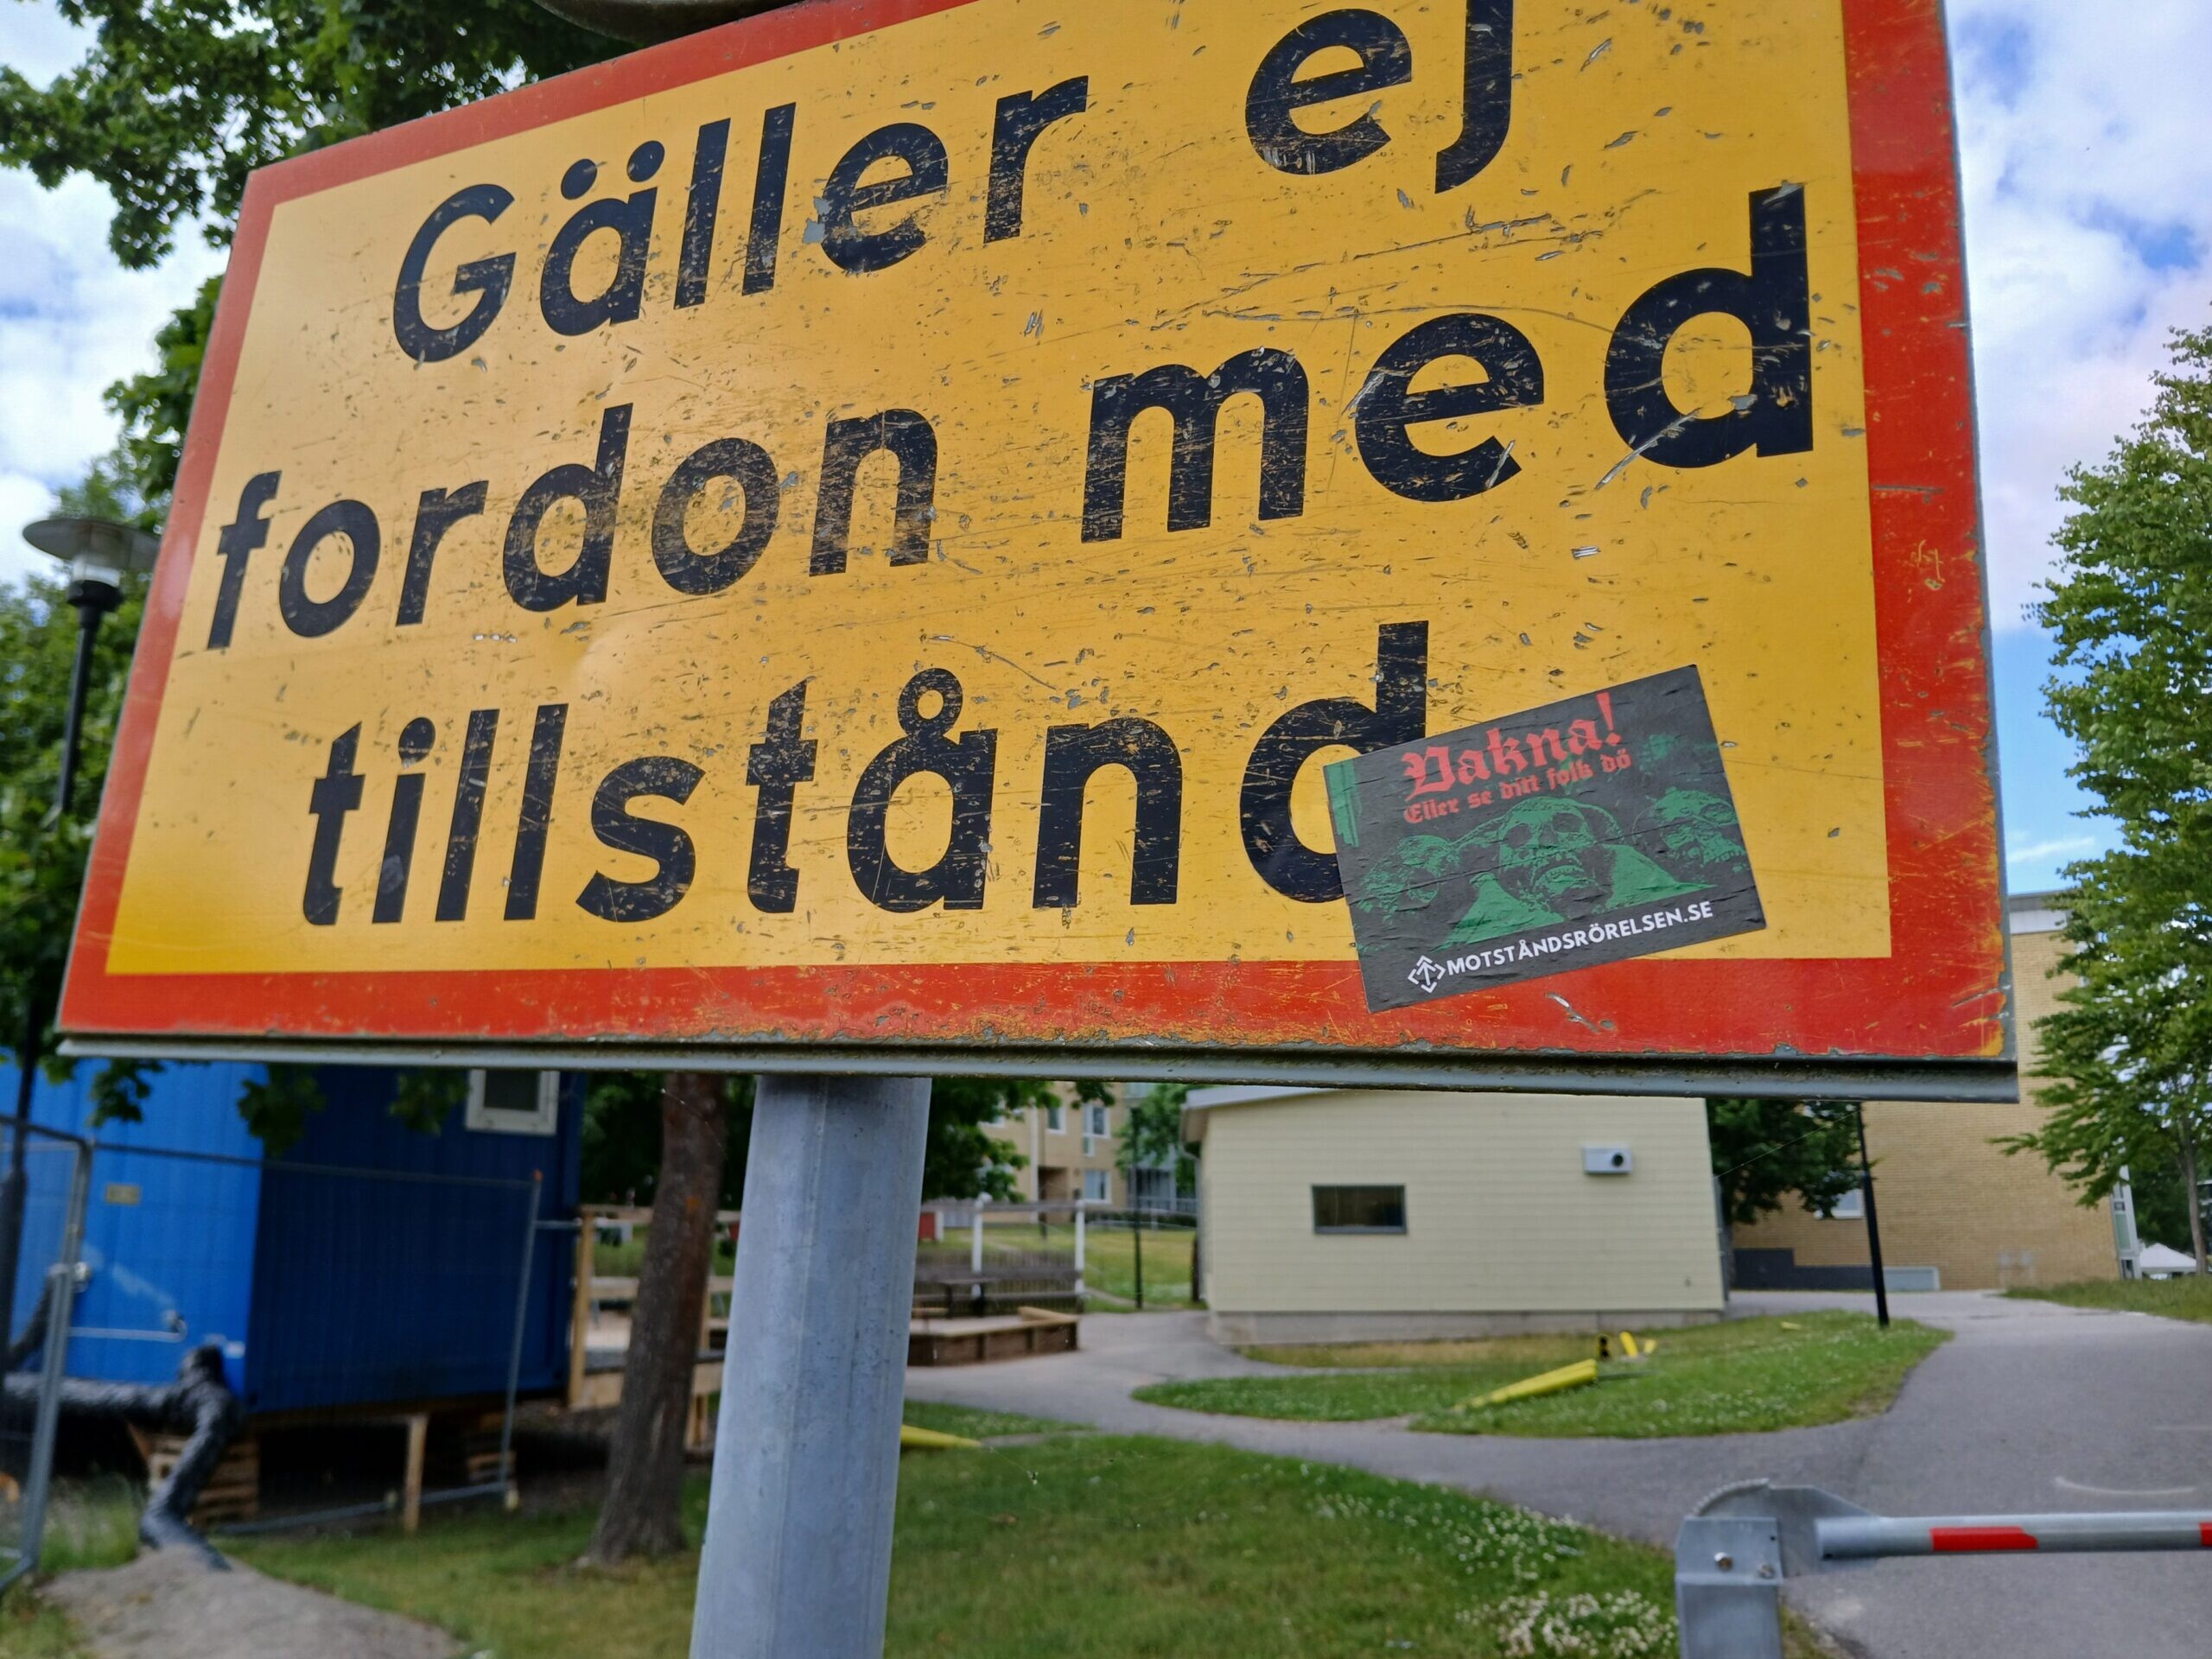 Gäller ej
fordon med
tillstånd
Vakna!
Eller se ditt folk dö
MOTSTÅNDSRÖRELSEN.SE